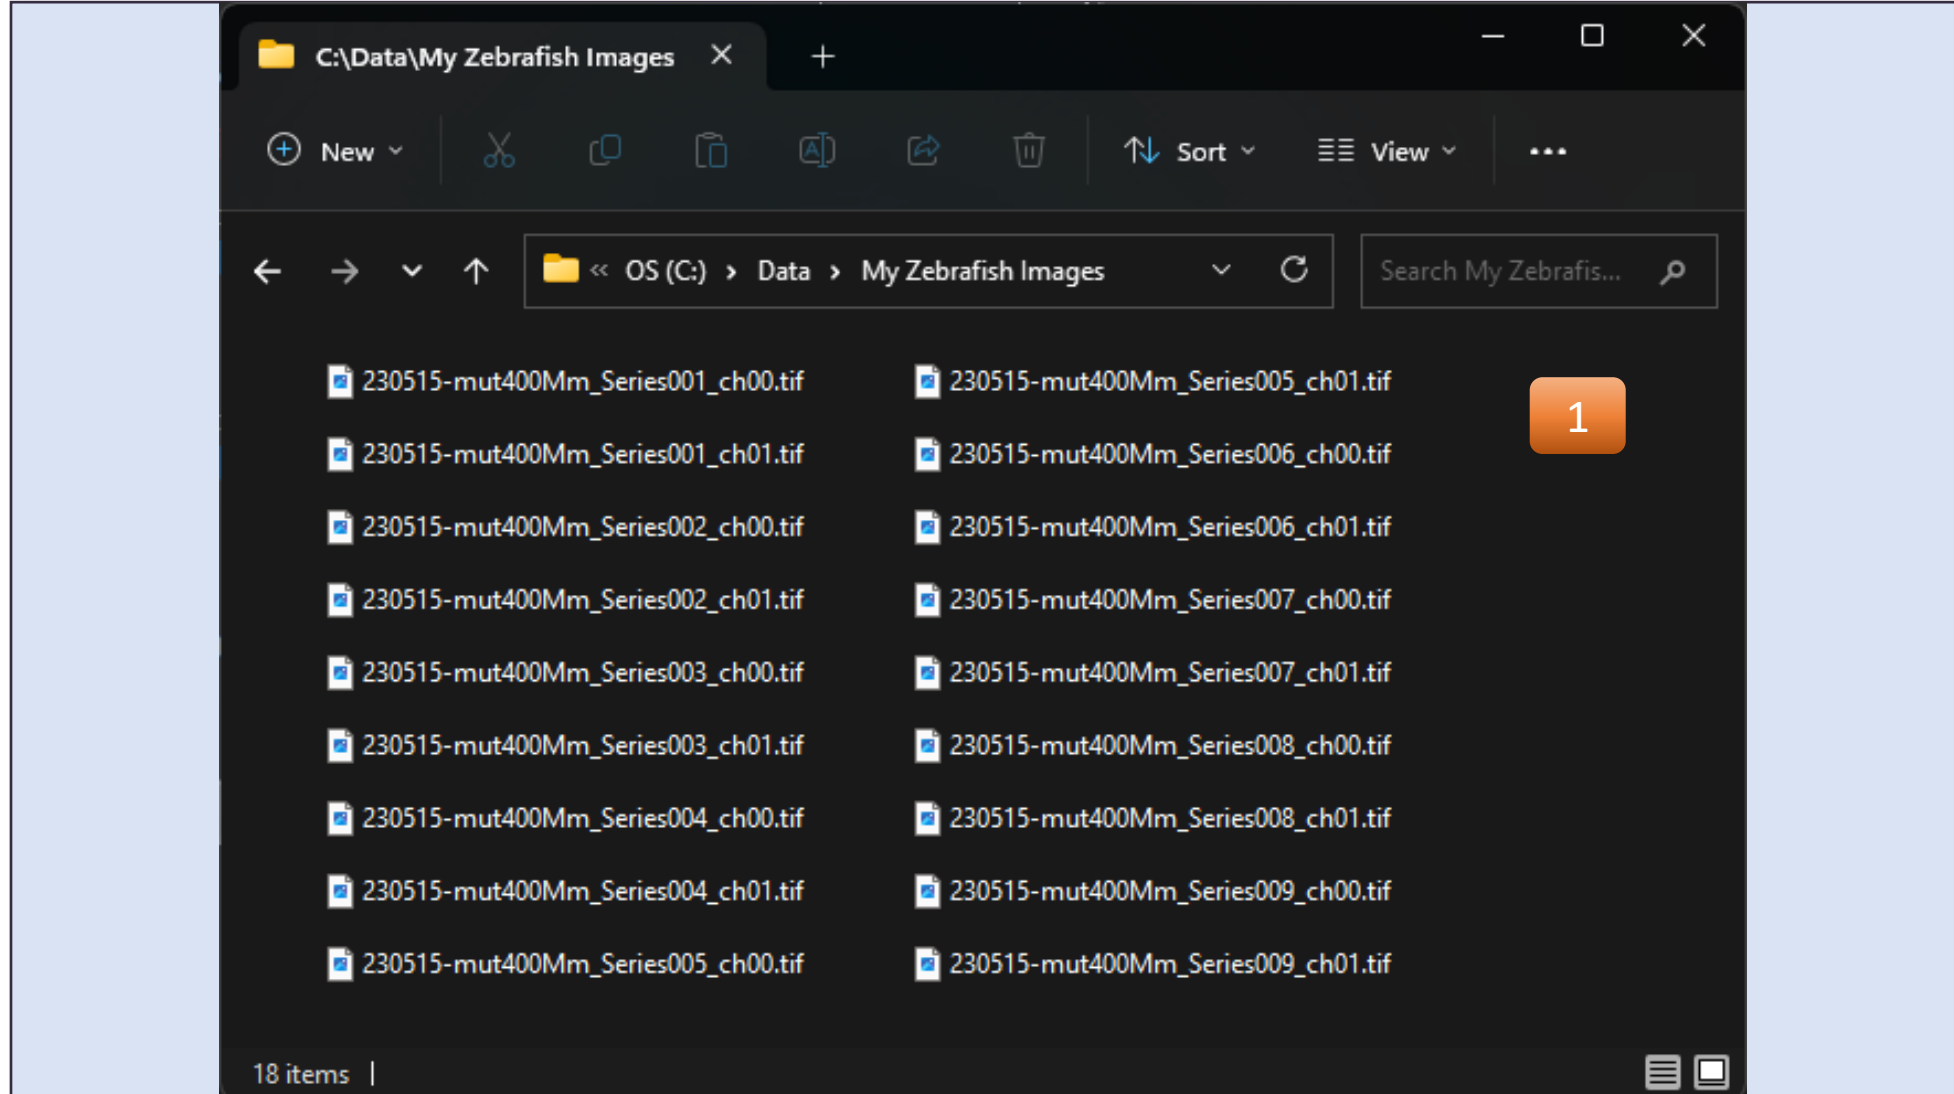 C:\Data\My Zebrafish Images
New
Sort
View
OS (C:) › Data › My Zebrafish Images
Search My Zebrafis...
230515-mut400Mm_Series001_ch00.tif
230515-mut400Mm_Series001_ch01.tif
230515-mut400Mm_Series002_ch00.tif
230515-mut400Mm_Series002_ch01.tif
230515-mut400Mm_Series003_ch00.tif
230515-mut400Mm_Series003_ch01.tif
230515-mut400Mm_Series004_ch00.tif
230515-mut400Mm_Series004_ch01.tif
230515-mut400Mm_Series005_ch00.tif
230515-mut400Mm_Series005_ch01.tif
230515-mut400Mm_Series006_ch00.tif
230515-mut400Mm_Series006_ch01.tif
230515-mut400Mm_Series007_ch00.tif
230515-mut400Mm_Series007_ch01.tif
230515-mut400Mm_Series008_ch00.tif
230515-mut400Mm_Series008_ch01.tif
230515-mut400Mm_Series009_ch00.tif
230515-mut400Mm_Series009_ch01.tif
1
18 items